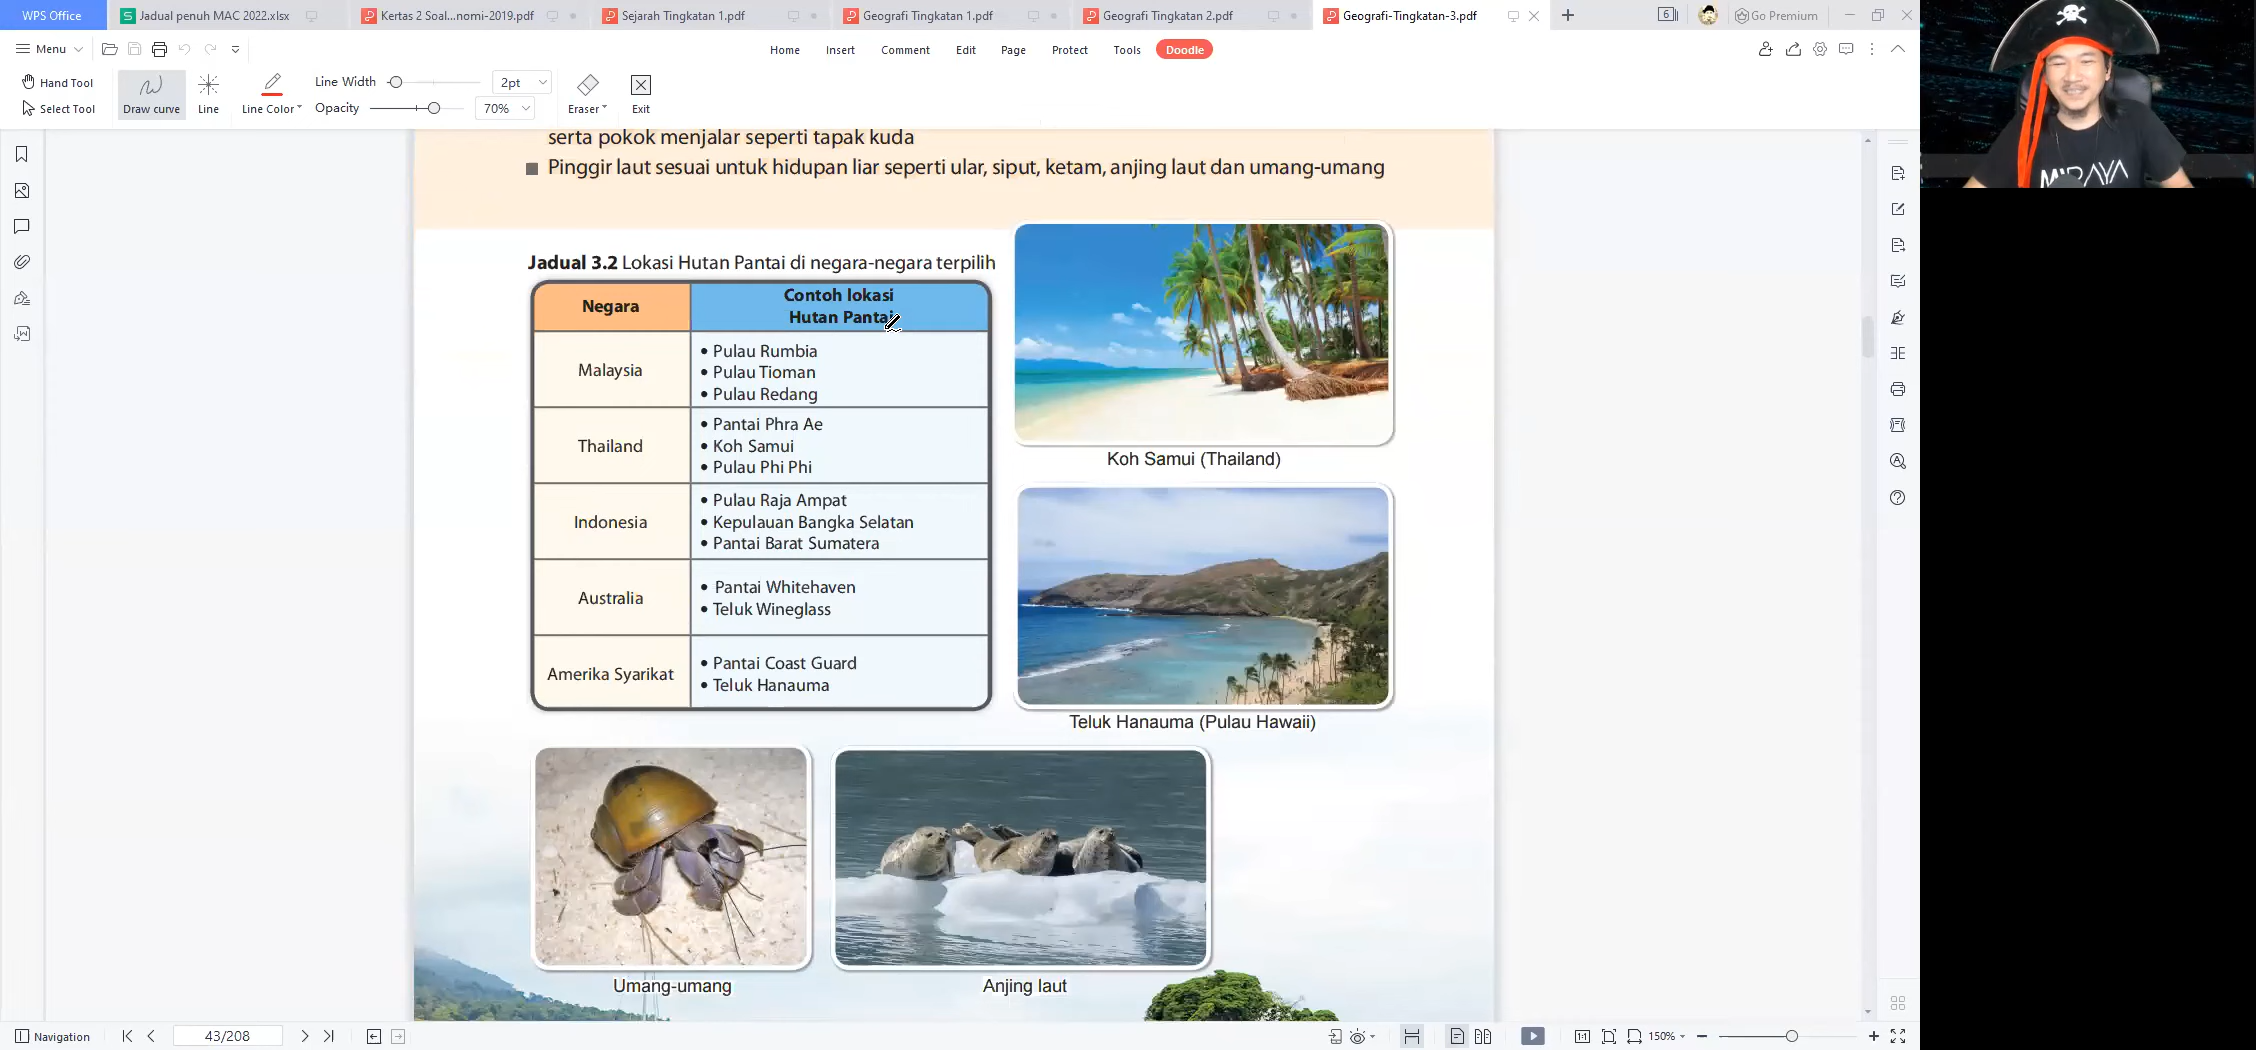 WPS Office
Jadual penuh MAC 2022.xlsx
Kertas 2 Soal...nomi-2019.pdf
Sejarah Tingkatan 1.pdf
Geografi Tingkatan 1.pdf
Geografi Tingkatan 2.pdf
Geografi-Tingkatan-3.pdf
6
Go Premium
Menu
Home
Insert
Comment
Edit
Page
Protect
Tools
Doodle
Hand Tool
Select Tool
Draw curve
Line
Line Color
Line Width
2pt
Opacity
70%
Eraser
Exit
serta pokok menjalar seperti tapak kuda
Pinggir laut sesuai untuk hidupan liar seperti ular, siput, ketam, anjing laut dan umang-umang
Jadual 3.2 Lokasi Hutan Pantai di negara-negara terpilih
Negara
Contoh lokasi
Hutan Pantai
Malaysia
• Pulau Rumbia
• Pulau Tioman
• Pulau Redang
Thailand
• Pantai Phra Ae
• Koh Samui
• Pulau Phi Phi
Indonesia
• Pulau Raja Ampat
• Kepulauan Bangka Selatan
• Pantai Barat Sumatera
Australia
• Pantai Whitehaven
• Teluk Wineglass
Amerika Syarikat
• Pantai Coast Guard
• Teluk Hanauma
Koh Samui (Thailand)
Teluk Hanauma (Pulau Hawaii)
Umang-umang
Anjing laut
Navigation
43/208
150%